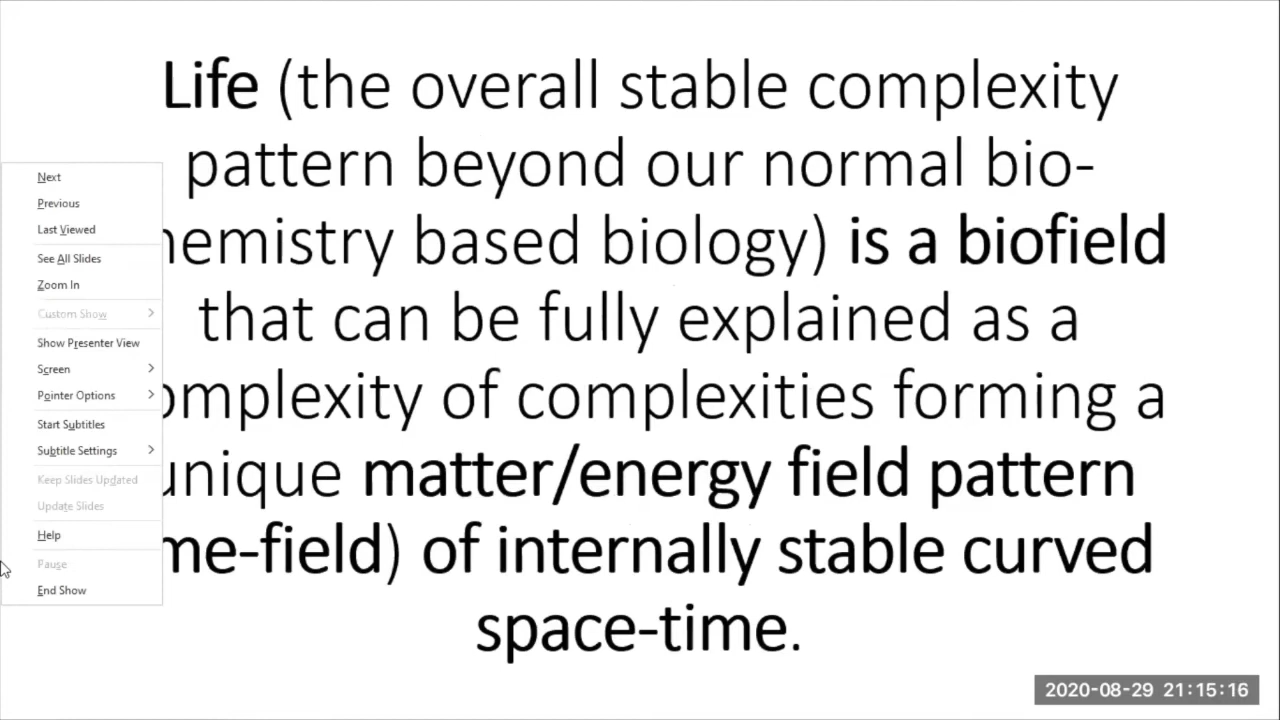 Life (the overall stable complexity
pattern beyond our normal bio-
hemistry based biology) is a biofield
that can be fully explained as a
omplexity of complexities forming a
unique matter/energy field pattern
me-field) of internally stable curved
space-time.
Next
Previous
Last Viewed
See All Slides
Zoom In
Custom Show
Show Presenter View
Screen
Pointer Options
Start Subtitles
Subtitle Settings
Keep Slides Updated
Update Slides
Help
Pause
End Show
2020-08-29 21:15:16